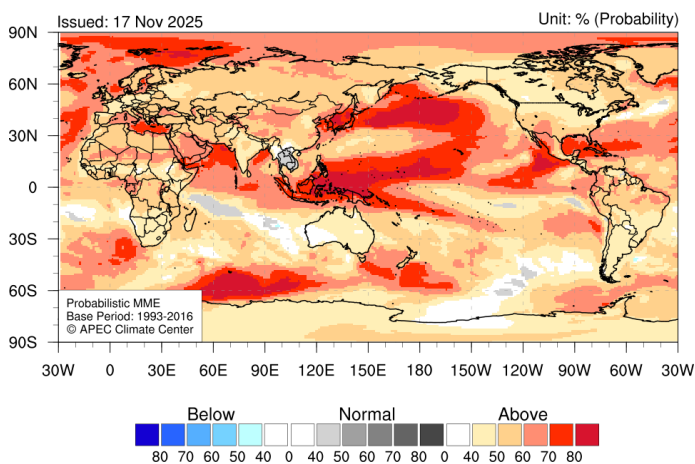 Issued: 17 Nov 2025
Unit: % (Probability)
90N
60N
30N
0
30S
60S
90S
Probabilistic MME
Base Period: 1993-2016
© APEC Climate Center
30W 0 30E 60E 90E 120E 150E 180 150W 120W 90W 60W 30W
Below Normal Above
80 70 60 50 40 0 40 50 60 70 80 0 40 50 60 70 80